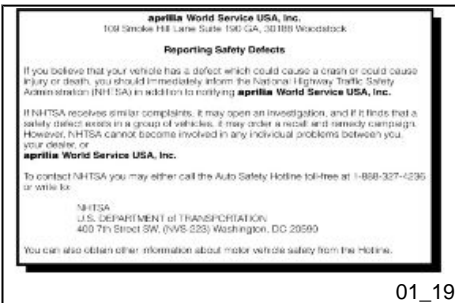 aprilia World Service USA, Inc.
109 Smoke Hill Lane Suite 190 GA, 30188 Woodstock
Reporting Safety Defects
If you believe that your vehicle has a defect which could cause a crash or could cause
injury or death, you should immediately inform the National Highway Traffic Safety
Administration (NHTSA) in addition to notifying aprilia World Service USA, Inc.
If NHTSA receives similar complaints, it may open an investigation, and if it finds that a
safety defect exists in a group of vehicles, it may order a recall and remedy campaign.
However, NHTSA cannot become involved in any individual problems between you,
your dealer, or
aprilia World Service USA, Inc.
To contact NHTSA you may either call the Auto Safety Hotline toll-free at 1-888-327-4236
or write to:
NHTSA
U.S. DEPARTMENT of TRANSPORTATION
400 7th Street SW, (NVS-223) Washington, DC 20590
You can also obtain other information about motor vehicle safety from the Hotline.
01_19